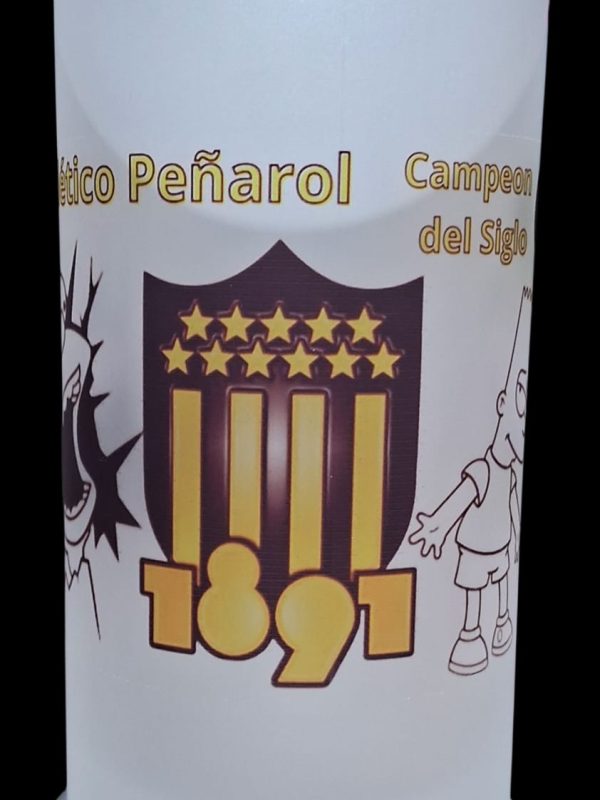 ético Peñarol
Campeon
del Siglo
1891